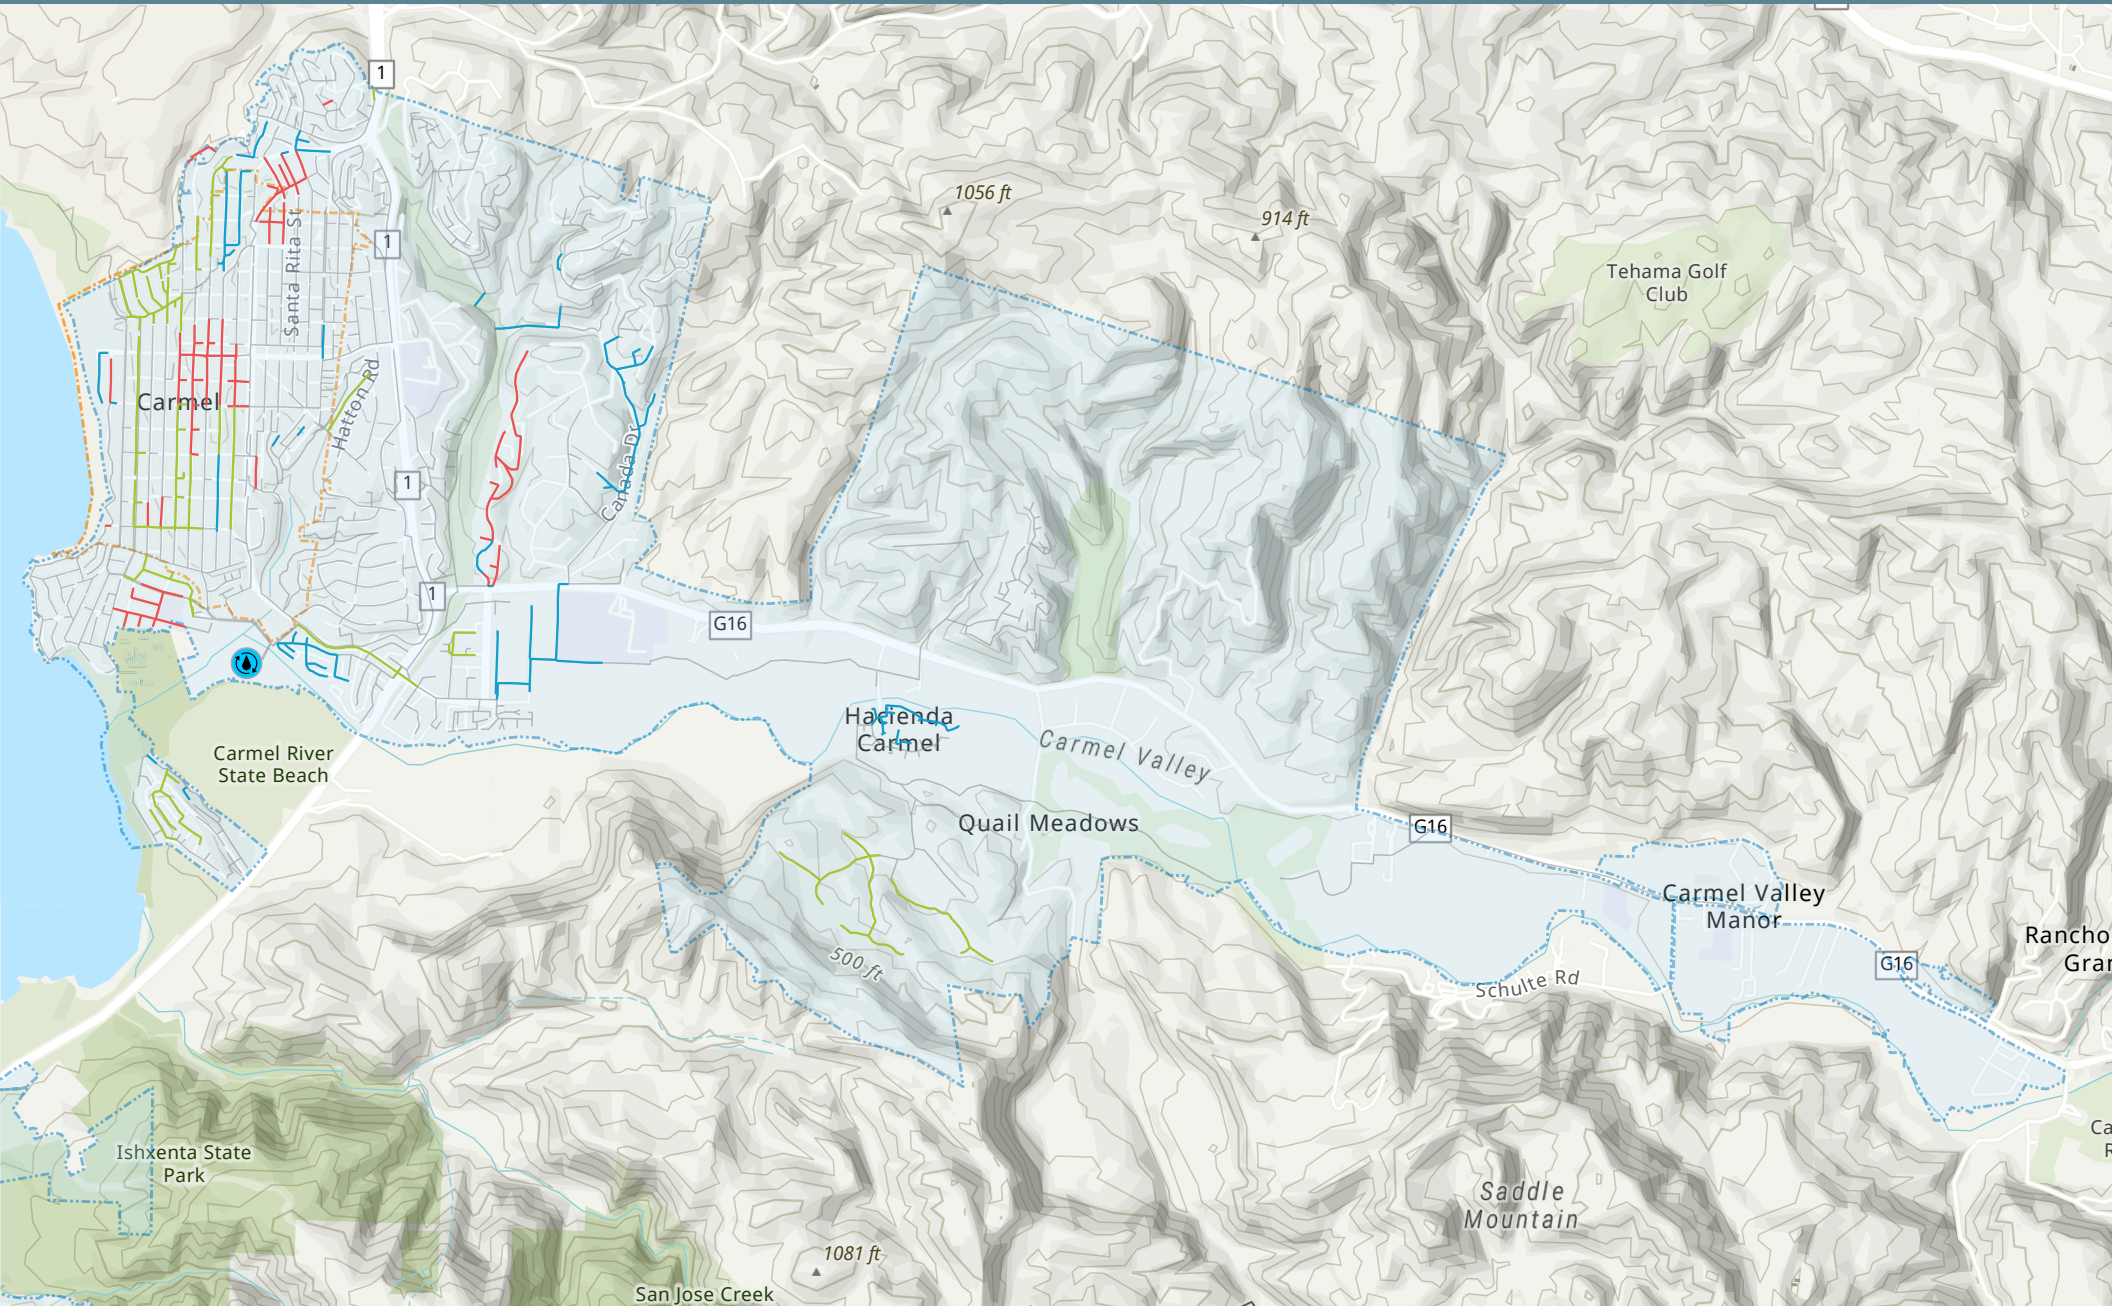 1
1056 ft
914 ft
Santa Rita St
1
Tehama Golf
Club
Hatton Rd
Carmel
Canada Dr
1
1
G16
Hacienda
Carmel
Carmel Valley
Carmel River
State Beach
Quail Meadows
G16
Carmel Valley
Manor
Rancho
500 ft
G16
Schulte Rd
Ishxenta State
Park
Saddle
Mountain
1081 ft
San Jose Creek